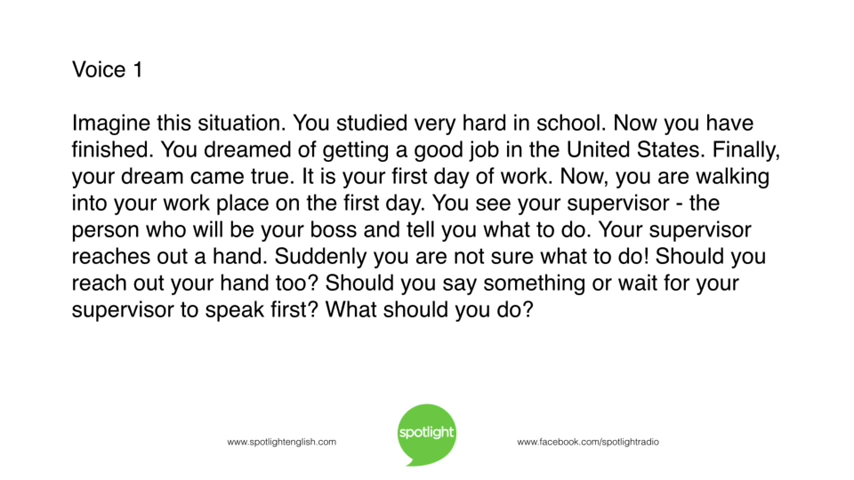 Voice 1
Imagine this situation. You studied very hard in school. Now you have
finished. You dreamed of getting a good job in the United States. Finally,
your dream came true. It is your first day of work. Now, you are walking
into your work place on the first day. You see your supervisor - the
person who will be your boss and tell you what to do. Your supervisor
reaches out a hand. Suddenly you are not sure what to do! Should you
reach out your hand too? Should you say something or wait for your
supervisor to speak first? What should you do?
www.spotlightenglish.com
spotlight
www.facebook.com/spotlightradio